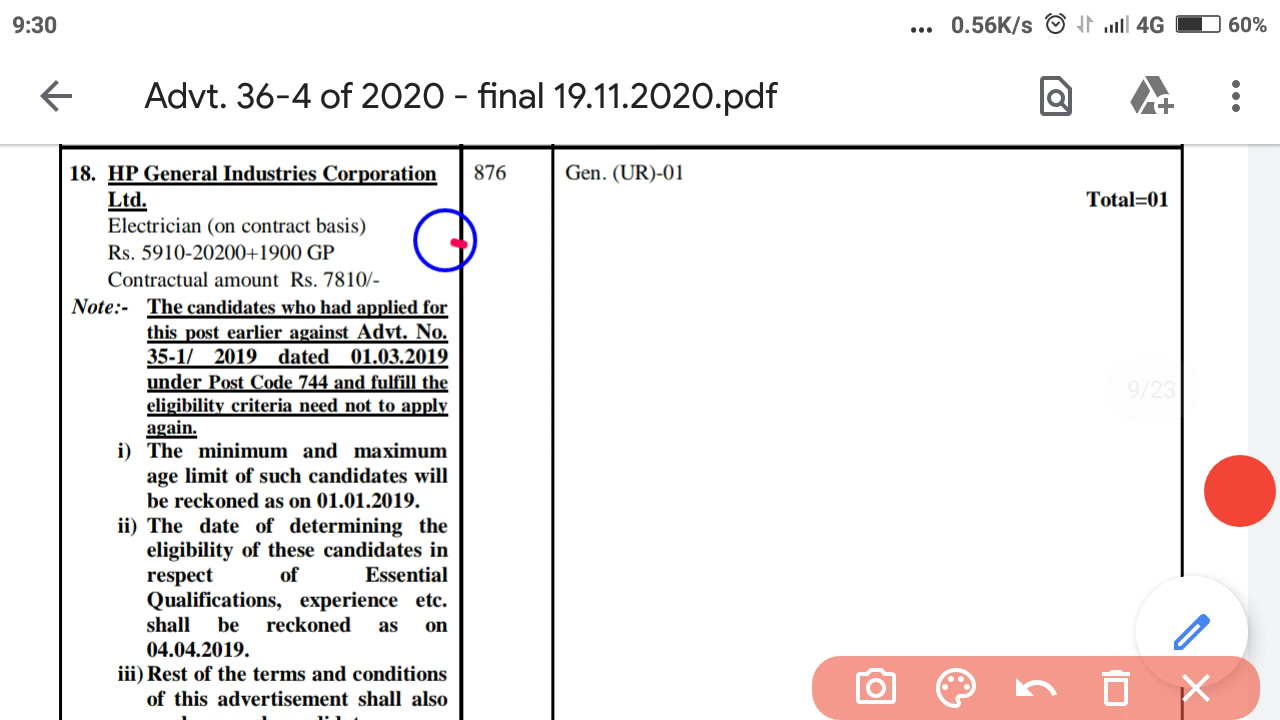 9:30
... 0.56K/s 4G 60%
Advt. 36-4 of 2020 - final 19.11.2020.pdf
18. HP General Industries Corporation 876 Gen. (UR)-01
Ltd. Total=01
Electrician (on contract basis)
Rs. 5910-20200+1900 GP
Contractual amount Rs. 7810/-
Note:- The candidates who had applied for
this post earlier against Advt. No.
35-1/ 2019 dated 01.03.2019
under Post Code 744 and fulfill the
9/23
eligibility criteria need not to apply
again.
i) The minimum and maximum
age limit of such candidates will
be reckoned as on 01.01.2019.
ii) The date of determining the
eligibility of these candidates in
respect of Essential
Qualifications, experience etc.
shall be reckoned as on
04.04.2019.
iii) Rest of the terms and conditions
of this advertisement shall also